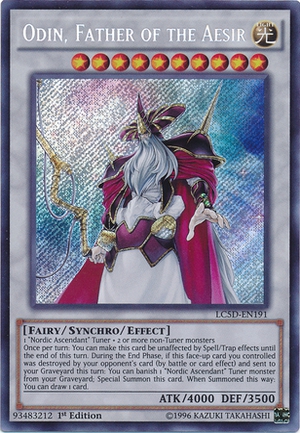 ODIN, FATHER OF THE AESIR
LIGHT
光
LC5D-EN191
[FAIRY/SYNCHRO/EFFECT]
1 "Nordic Ascendant" Tuner + 2 or more non-Tuner monsters
Once per turn: You can make this card be unaffected by Spell/Trap effects
until the end of this turn. During the End Phase, if this face-up card you controlled
was destroyed by your opponent's card (by battle or card effect) and sent to
your Graveyard this turn: You can banish 1 "Nordic Ascendant" Tuner monster
from your Graveyard; Special Summon this card. When Summoned this way:
You can draw 1 card.
ATK/4000 DEF/3500
93483212 1st Edition ©1996 KAZUKI TAKAHASHI